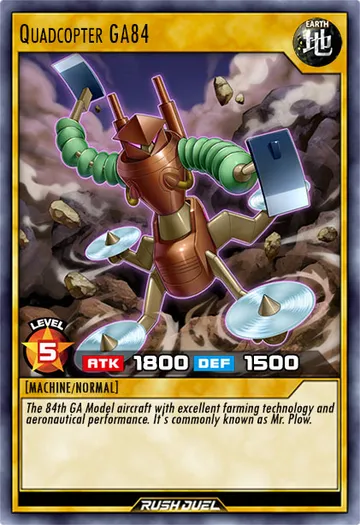 QUADCOPTER GA84
EARTH
地
LEVEL
5
ATK 1800 DEF 1500
[MACHINE/NORMAL]
The 84th GA Model aircraft with excellent farming technology and
aeronautical performance. It's commonly known as Mr. Plow.
RUSH DUEL